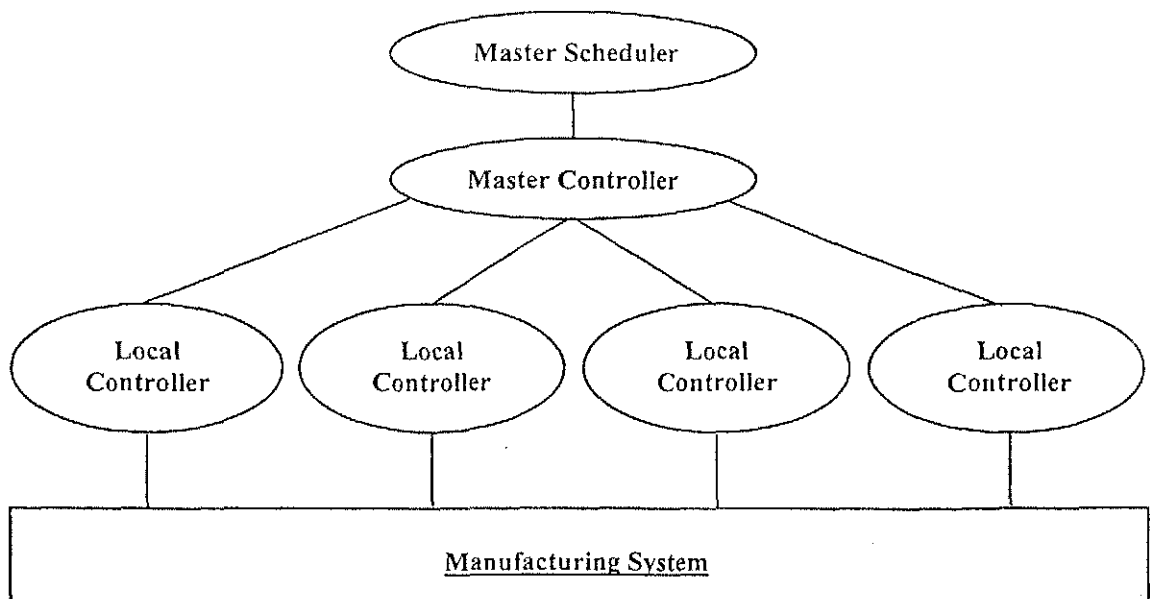 Master Scheduler
Master Controller
Local
Controller
Local
Controller
Local
Controller
Local
Controller
Manufacturing System